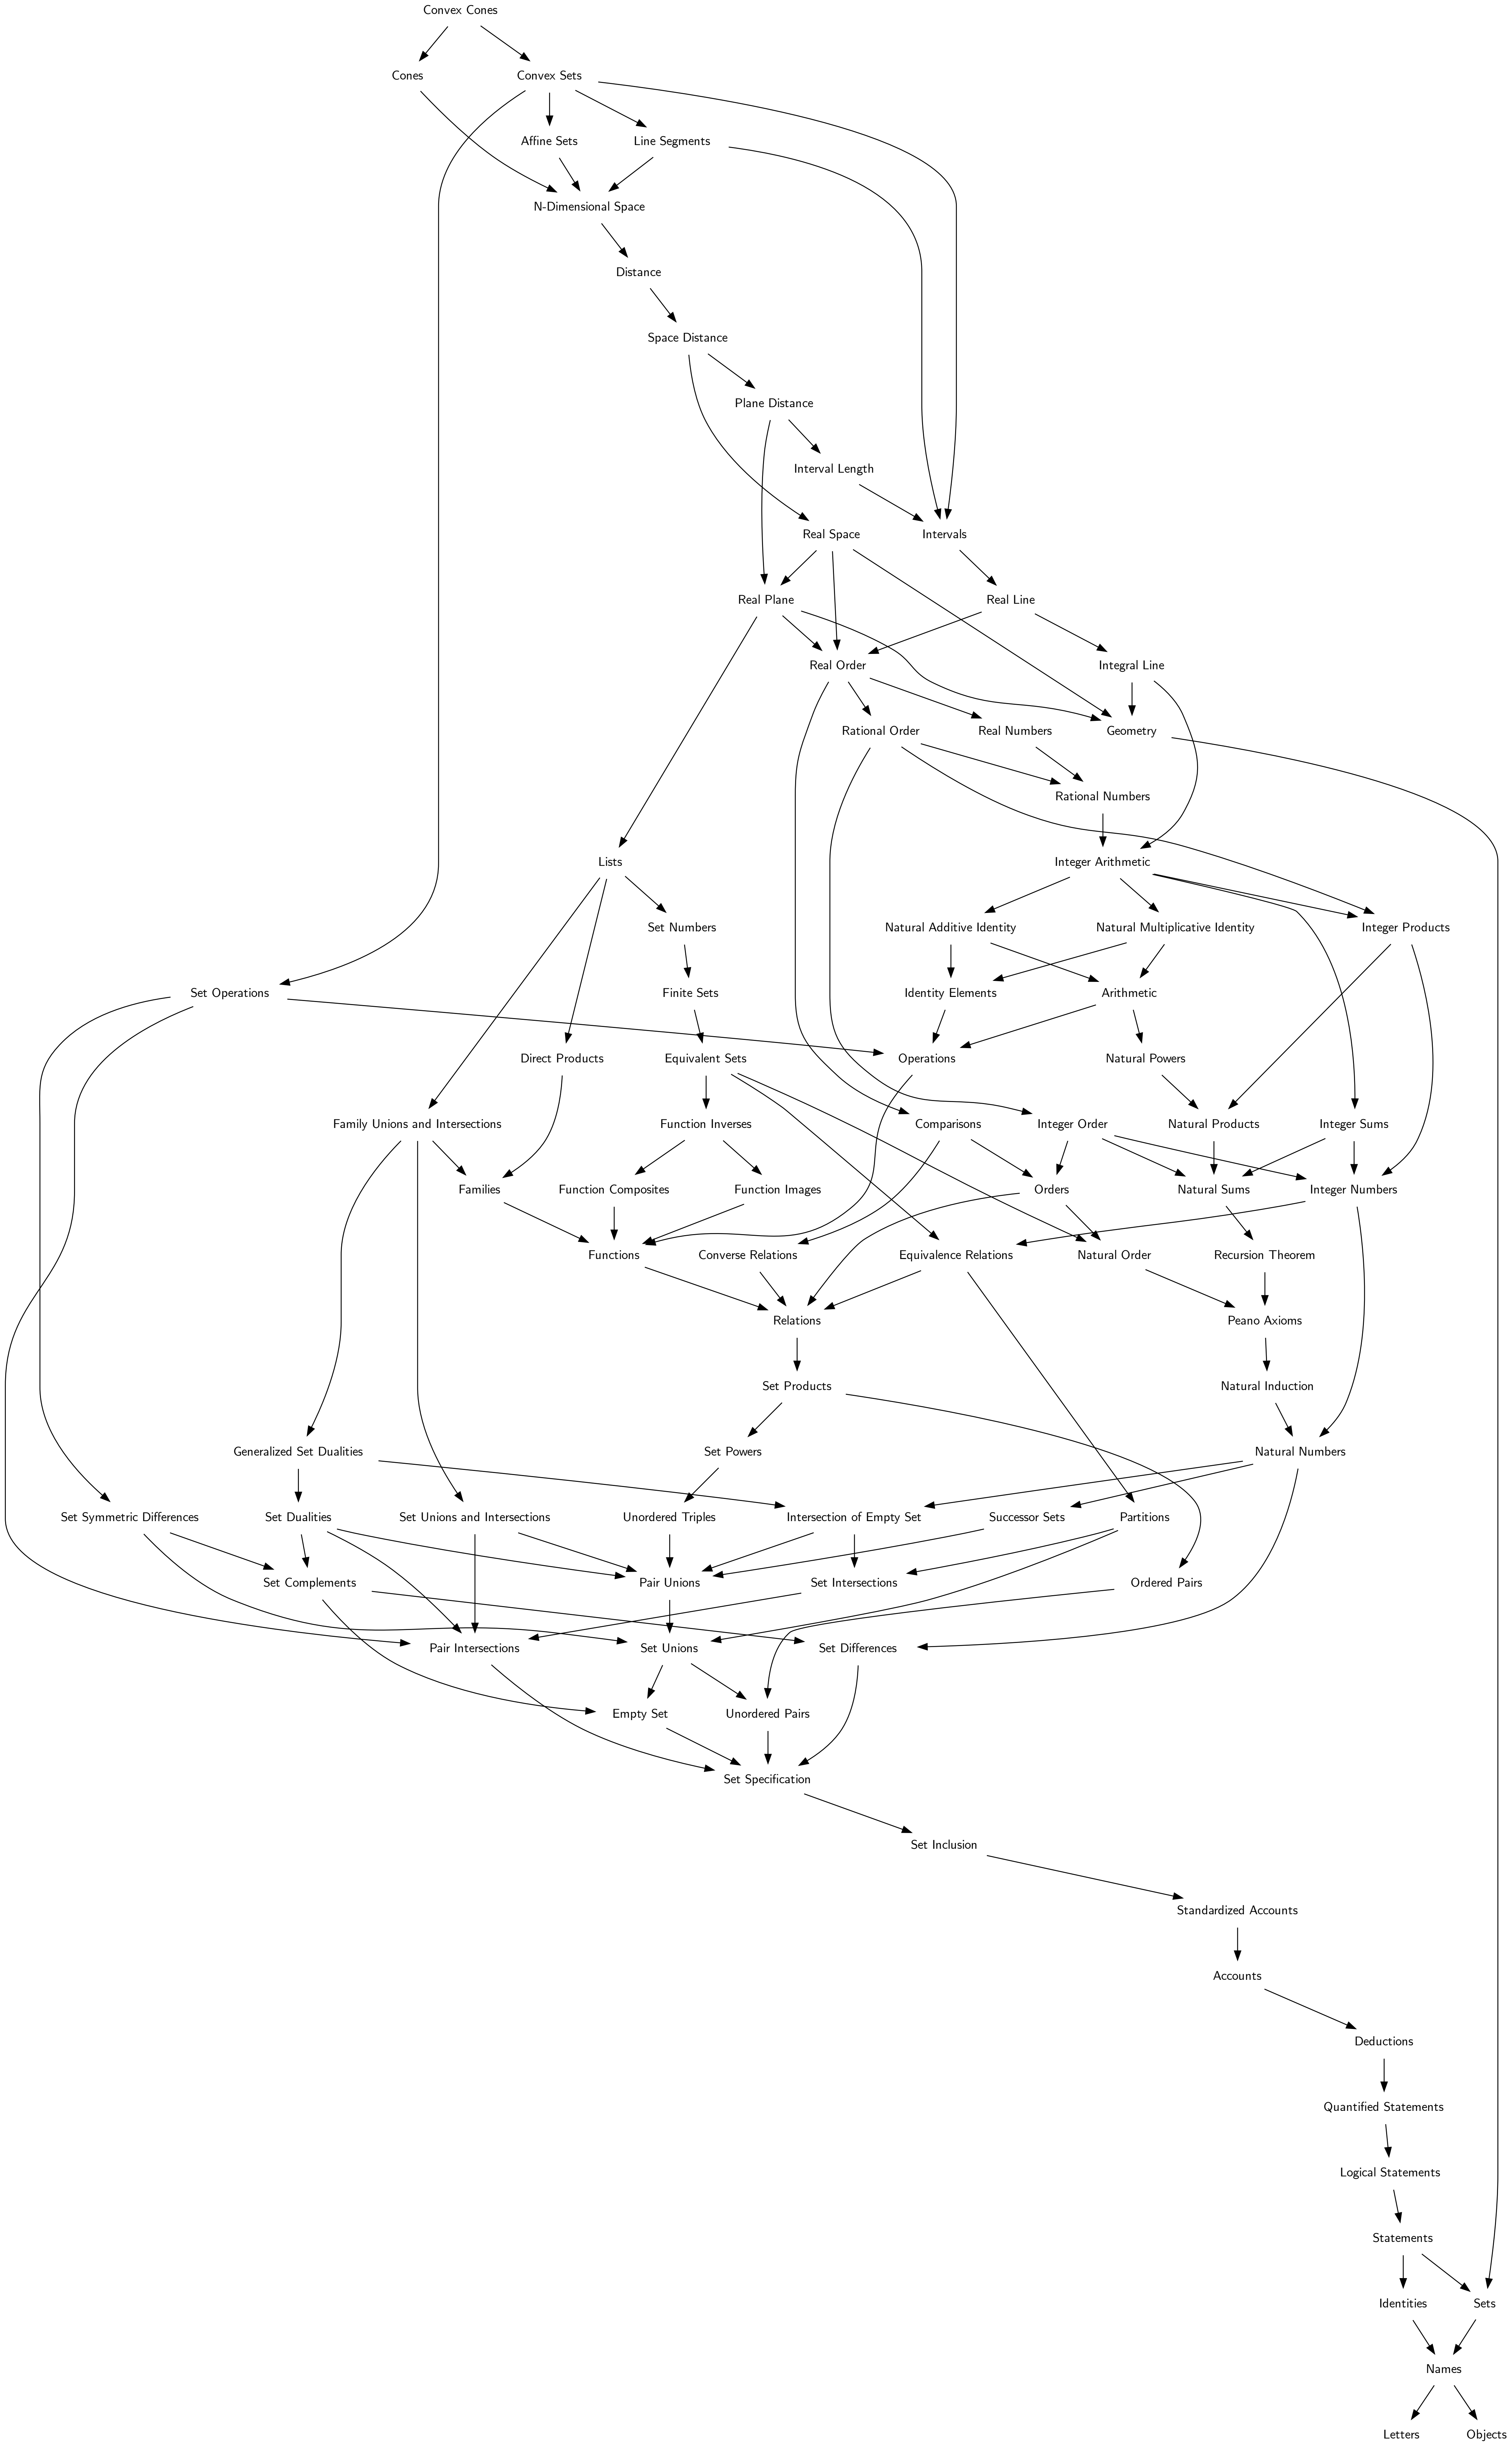 Convex Cones
Cones
Convex Sets
Affine Sets
Line Segments
N-Dimensional Space
Distance
Space Distance
Plane Distance
Interval Length
Real Space
Intervals
Real Plane
Real Line
Real Order
Integral Line
Rational Order
Real Numbers
Geometry
Rational Numbers
Lists
Integer Arithmetic
Set Numbers
Natural Additive Identity
Natural Multiplicative Identity
Integer Products
Set Operations
Finite Sets
Identity Elements
Arithmetic
Direct Products
Equivalent Sets
Operations
Natural Powers
Family Unions and Intersections
Function Inverses
Comparisons
Integer Order
Natural Products
Integer Sums
Families
Function Composites
Function Images
Orders
Natural Sums
Integer Numbers
Functions
Converse Relations
Equivalence Relations
Natural Order
Recursion Theorem
Relations
Peano Axioms
Set Products
Natural Induction
Generalized Set Dualities
Set Powers
Natural Numbers
Set Symmetric Differences
Set Dualities
Set Unions and Intersections
Unordered Triples
Intersection of Empty Set
Successor Sets
Partitions
Set Complements
Pair Unions
Set Intersections
Ordered Pairs
Pair Intersections
Set Unions
Set Differences
Empty Set
Unordered Pairs
Set Specification
Set Inclusion
Standardized Accounts
Accounts
Deductions
Quantified Statements
Logical Statements
Statements
Identities
Sets
Names
Letters
Objects